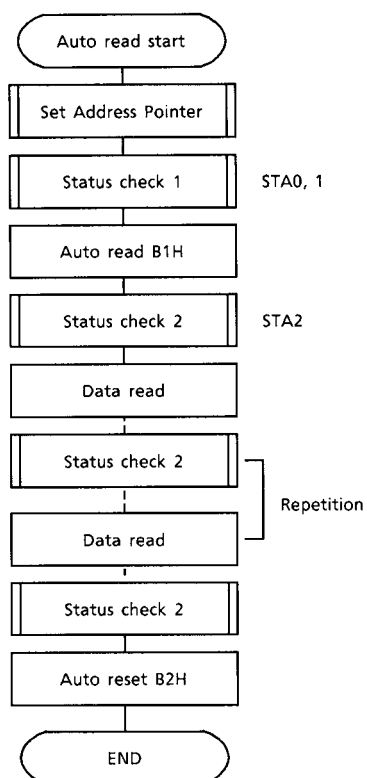 Auto read start
Set Address Pointer
Status check 1
STA0, 1
Auto read B1H
Status check 2
STA2
Data read
Status check 2
Repetition
Data read
Status check 2
Auto reset B2H
END